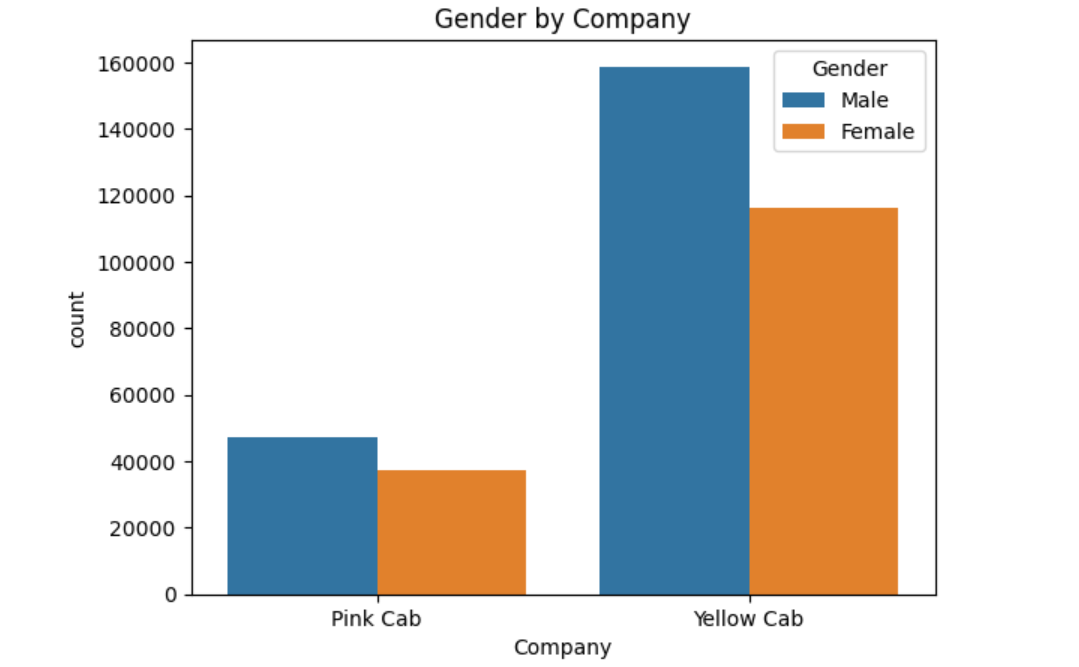 Gender by Company
160000
140000
120000
100000
80000
60000
40000
20000
0
count
Gender
Male
Female
Pink Cab
Yellow Cab
Company